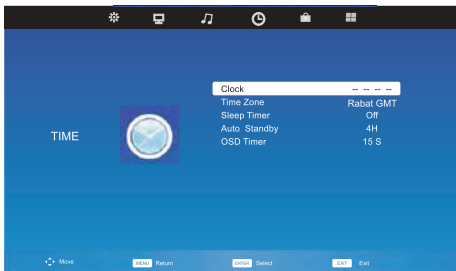 Clock -- -- -- --
Time Zone Rabat GMT
Sleep Timer Off
Auto Standby 4H
OSD Timer 15 S
TIME
Move MENU Return ENTER Select EXIT Exit